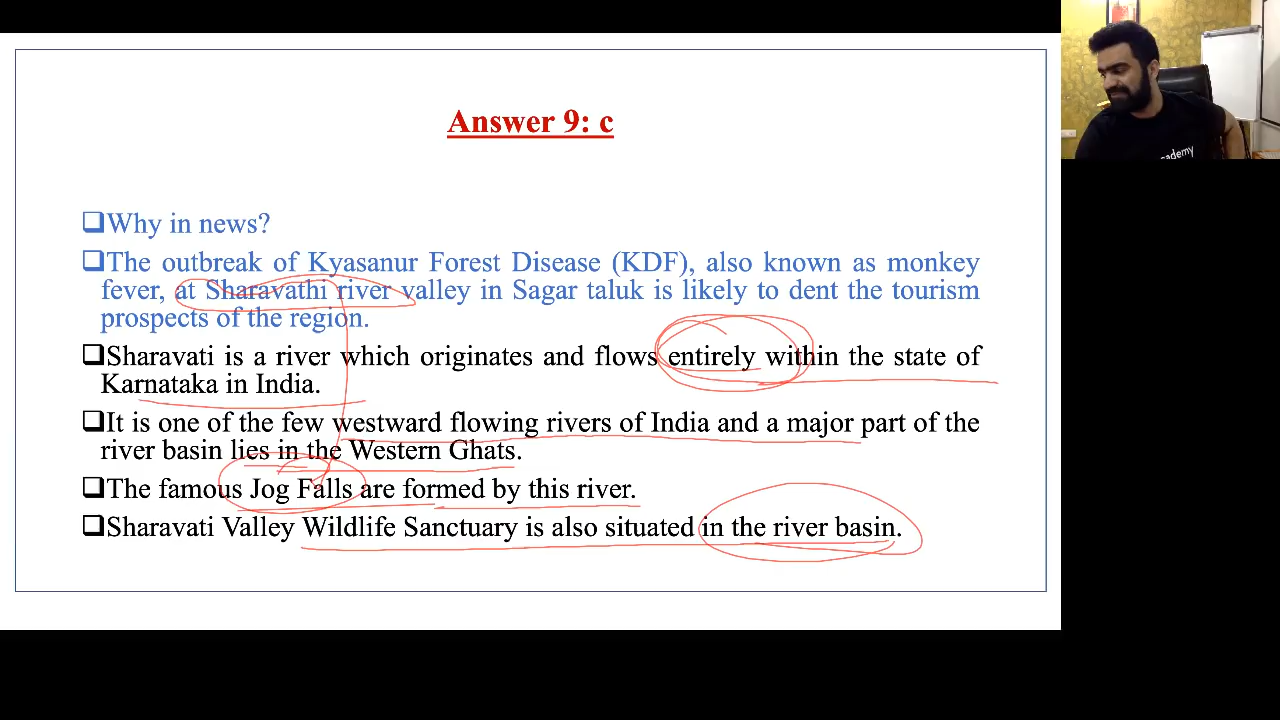 Answer 9: c
Why in news?
The outbreak of Kyasanur Forest Disease (KDF), also known as monkey
fever, at Sharavathi river valley in Sagar taluk is likely to dent the tourism
prospects of the region.
Sharavati is a river which originates and flows entirely within the state of
Karnataka in India.
It is one of the few westward flowing rivers of India and a major part of the
river basin lies in the Western Ghats.
The famous Jog Falls are formed by this river.
Sharavati Valley Wildlife Sanctuary is also situated in the river basin.
ademy